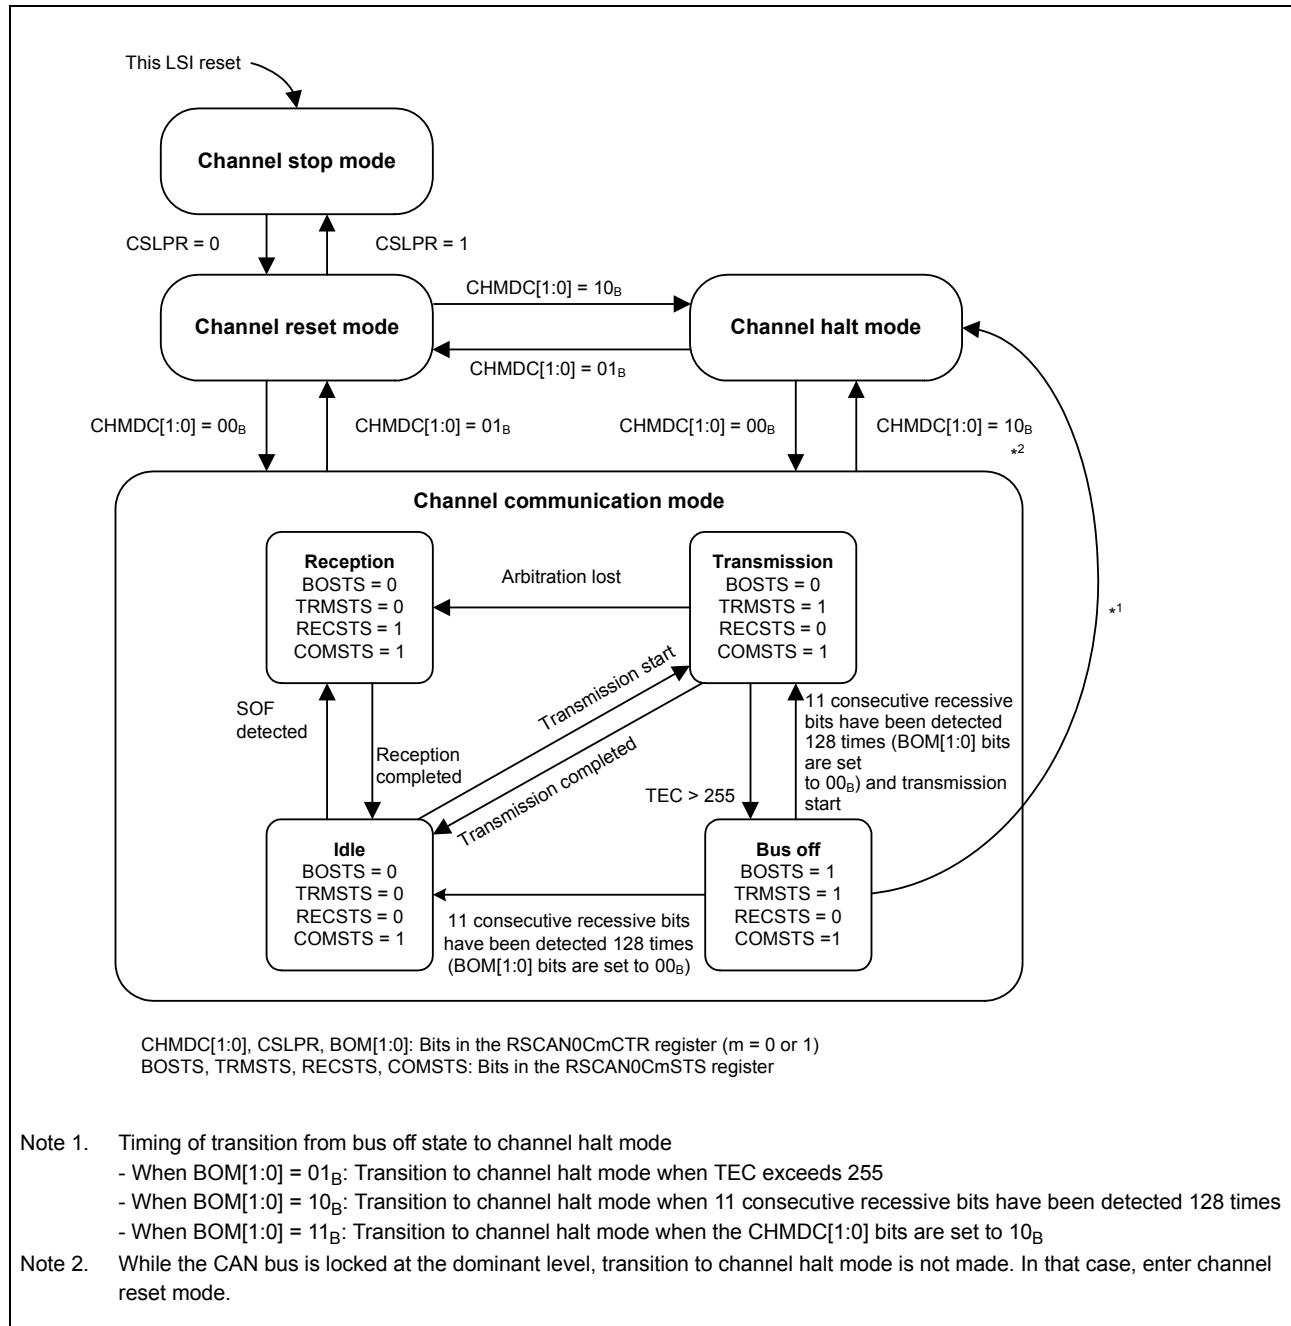 This LSI reset
Channel stop mode
CSLPR = 0
CSLPR = 1
CHMDC[1:0] = 10B
Channel reset mode
Channel halt mode
CHMDC[1:0] = 01B
CHMDC[1:0] = 00B
CHMDC[1:0] = 01B
CHMDC[1:0] = 00B
CHMDC[1:0] = 10B
*2
Channel communication mode
Reception
BOSTS = 0
TRMSTS = 0
RECSTS = 1
COMSTS = 1
Arbitration lost
Transmission
BOSTS = 0
TRMSTS = 1
RECSTS = 0
COMSTS = 1
*1
SOF
detected
Reception
completed
Transmission start
Transmission completed
TEC > 255
11 consecutive recessive
bits have been detected
128 times (BOM[1:0] bits
are set
to 00B) and transmission
start
Idle
BOSTS = 0
TRMSTS = 0
RECSTS = 0
COMSTS = 1
11 consecutive recessive bits
have been detected 128 times
(BOM[1:0] bits are set to 00B)
Bus off
BOSTS = 1
TRMSTS = 1
RECSTS = 0
COMSTS =1
CHMDC[1:0], CSLPR, BOM[1:0]: Bits in the RSCAN0CmCTR register (m = 0 or 1)
BOSTS, TRMSTS, RECSTS, COMSTS: Bits in the RSCAN0CmSTS register
Note 1. Timing of transition from bus off state to channel halt mode
- When BOM[1:0] = 01B: Transition to channel halt mode when TEC exceeds 255
- When BOM[1:0] = 10B: Transition to channel halt mode when 11 consecutive recessive bits have been detected 128 times
- When BOM[1:0] = 11B: Transition to channel halt mode when the CHMDC[1:0] bits are set to 10B
Note 2. While the CAN bus is locked at the dominant level, transition to channel halt mode is not made. In that case, enter channel
reset mode.